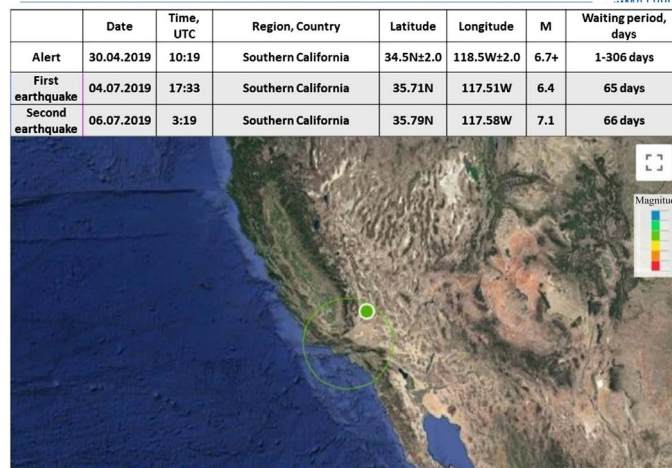 Date Time, UTC Region, Country Latitude Longitude M Waiting period, days
Alert 30.04.2019 10:19 Southern California 34.5N±2.0 118.5W±2.0 6.7+ 1-306 days
First earthquake 04.07.2019 17:33 Southern California 35.71N 117.51W 6.4 65 days
Second earthquake 06.07.2019 3:19 Southern California 35.79N 117.58W 7.1 66 days
Magnitud